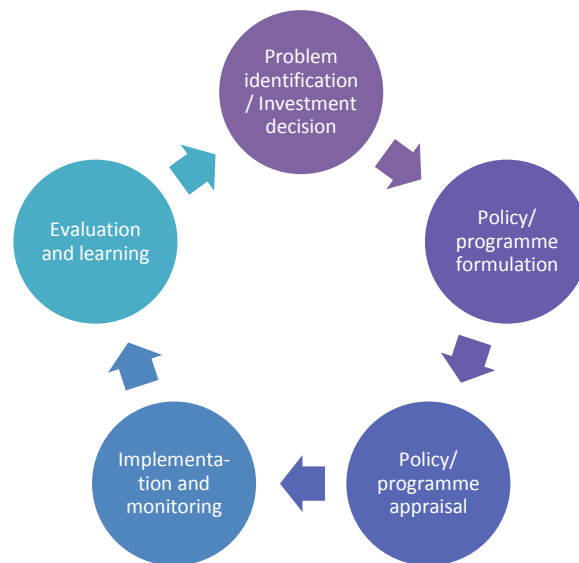 Problem
identification
/ Investment
decision
Policy/
programme
formulation
Policy/
programme
appraisal
Implementa-
tion and
monitoring
Evaluation
and learning